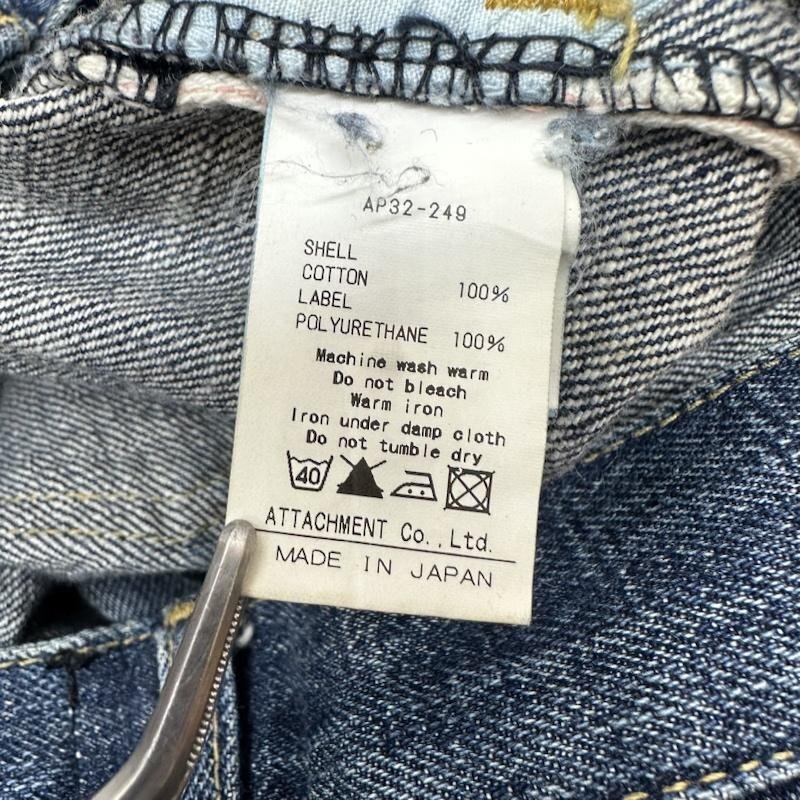 AP32-249
SHELL
COTTON 100%
LABEL
POLYURETHANE 100%
Machine wash warm
Do not bleach
Warm iron
Iron under damp cloth
Do not tumble dry
40
ATTACHMENT Co.,Ltd.
MADE IN JAPAN